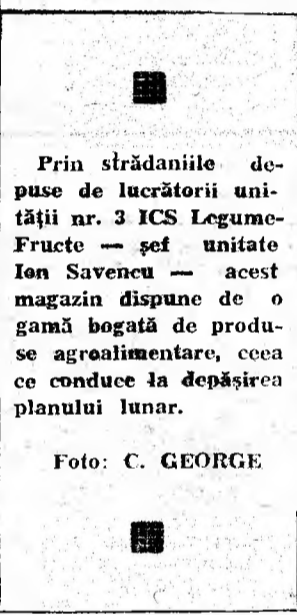 Prin strădaniile de-
puse de lucrătorii uni-
tății nr. 3 ICS Legume-
Fructe — șef unitate
Ion Savencu — acest
magazin dispune de o
gamă bogată de produ-
se agroalimentare, ceea
ce conduce la depășirea
planului lunar.
Foto: C. GEORGE